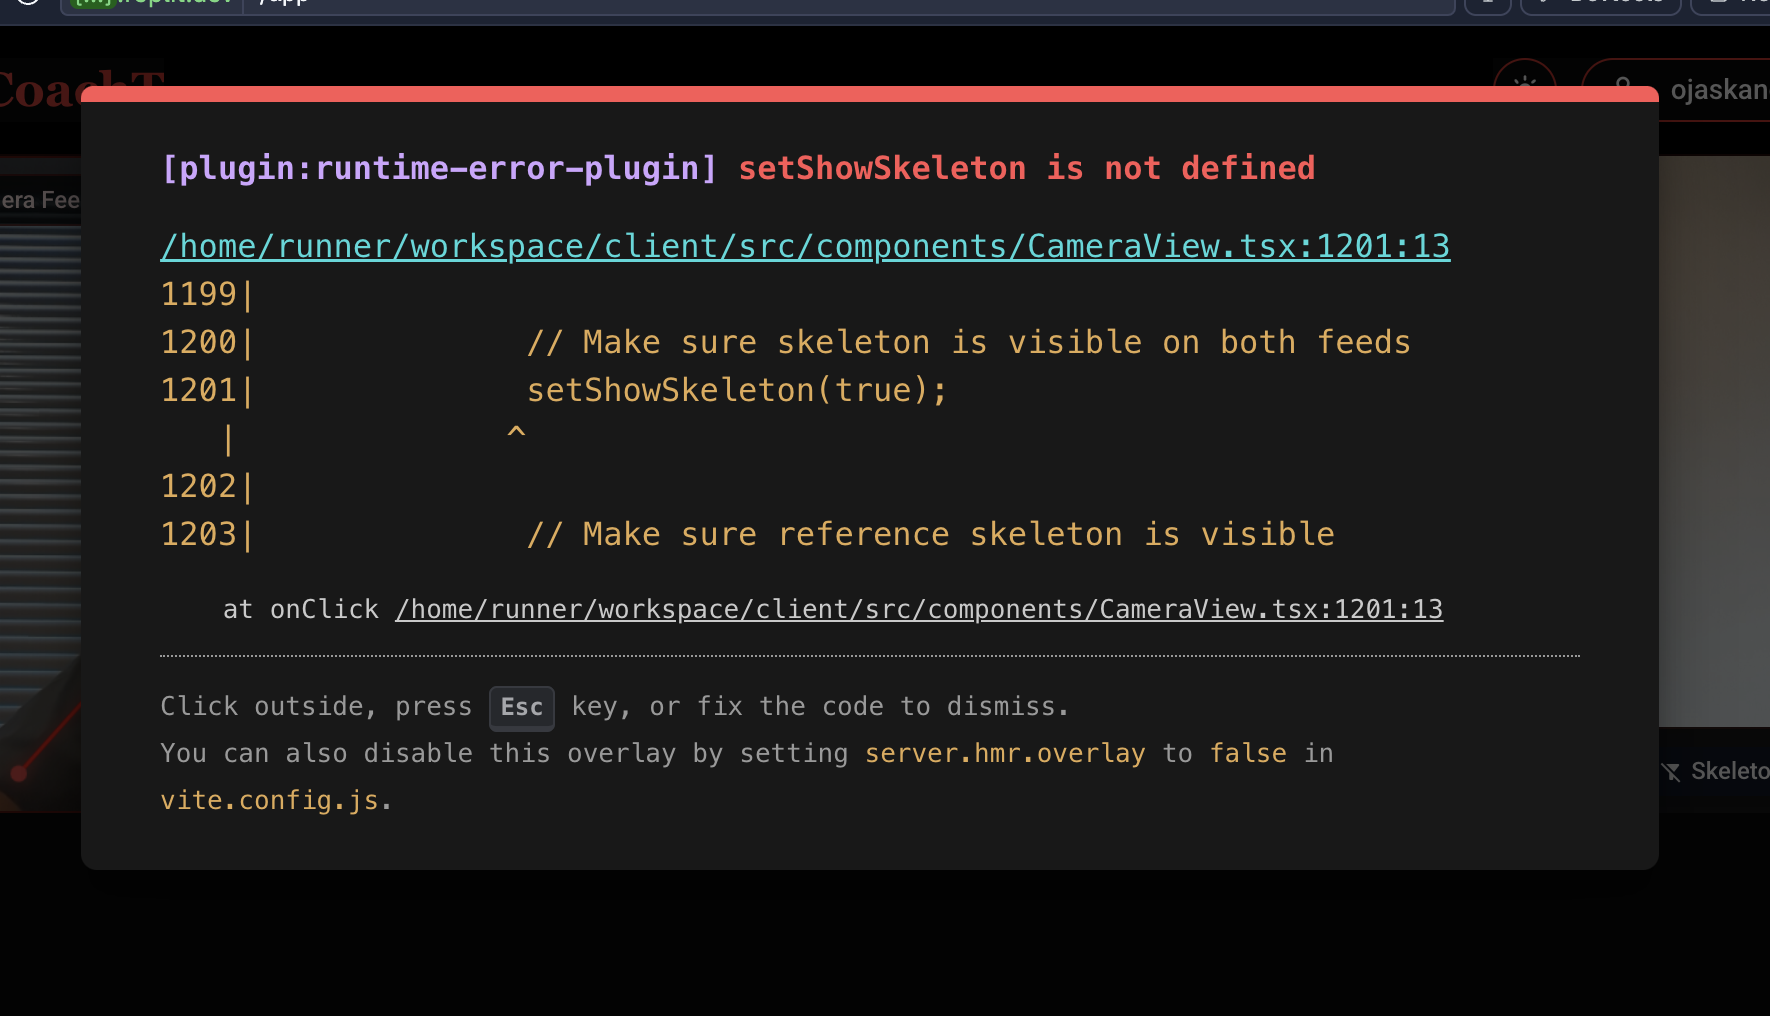 /app
CoachT
ojaskan
era Fee
[plugin:runtime-error-plugin] setShowSkeleton is not defined
/home/runner/workspace/client/src/components/CameraView.tsx:1201:13
1199|
1200|              // Make sure skeleton is visible on both feeds
1201|              setShowSkeleton(true);
|              ^
1202|
1203|              // Make sure reference skeleton is visible
at onClick /home/runner/workspace/client/src/components/CameraView.tsx:1201:13
Click outside, press Esc key, or fix the code to dismiss.
You can also disable this overlay by setting server.hmr.overlay to false in
vite.config.js.
Skeleto